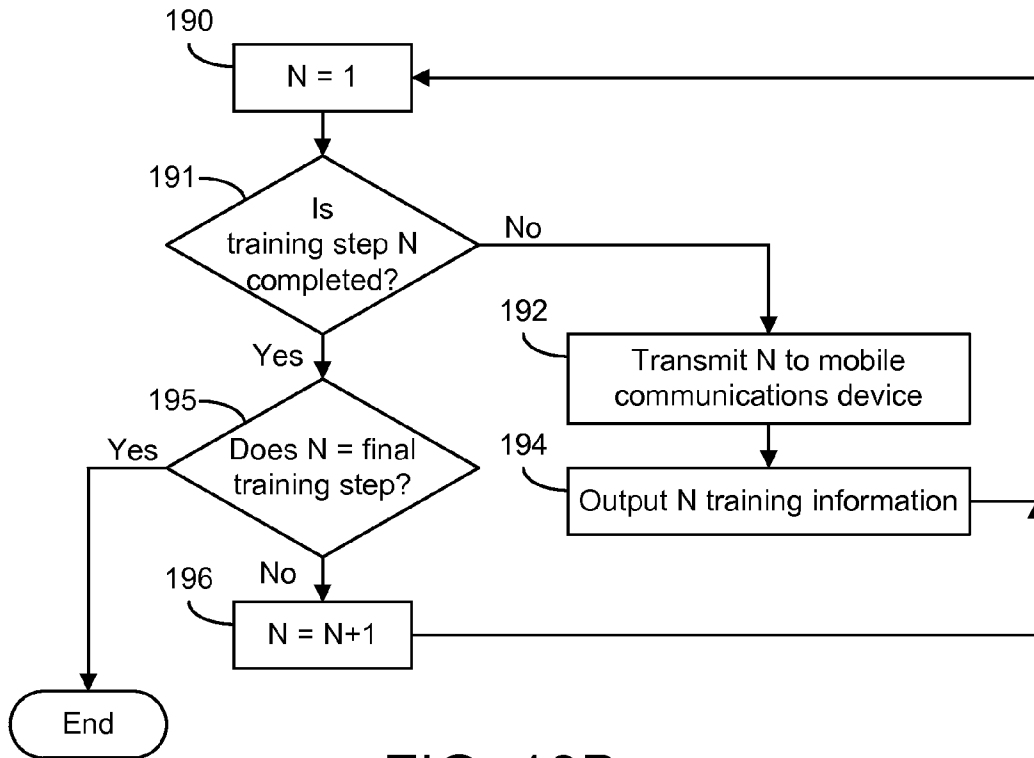 190
N = 1
191
Is
training step N
completed?
No
192
Transmit N to mobile
communications device
Yes
195
Yes
Does N = final
training step?
194
Output N training information
No
196
N = N+1
End